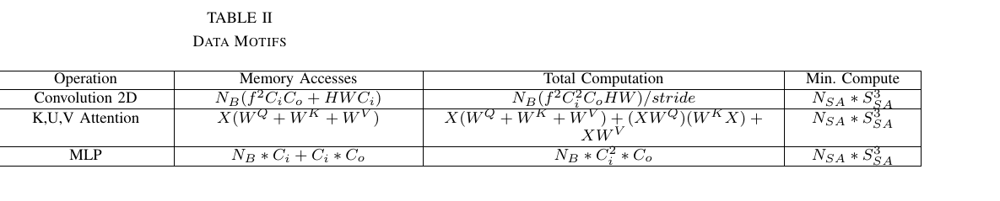 TABLE II
DATA MOTIFS
Operation Memory Accesses Total Computation Min. Compute
Convolution 2D $N_B(f^2C_iC_o + HWC_i)$ $N_B(f^2C_i^2C_oHW)/stride$ $N_{SA} * S_{SA}^3$
K,U,V Attention $X(W^Q + W^K + W^V)$ $X(W^Q + W^K + W^V) + (XW^Q)(W^KX) +$ $N_{SA} * S_{SA}^3$
$XW^V$
MLP $N_B * C_i + C_i * C_o$ $N_B * C_i^2 * C_o$ $N_{SA} * S_{SA}^3$